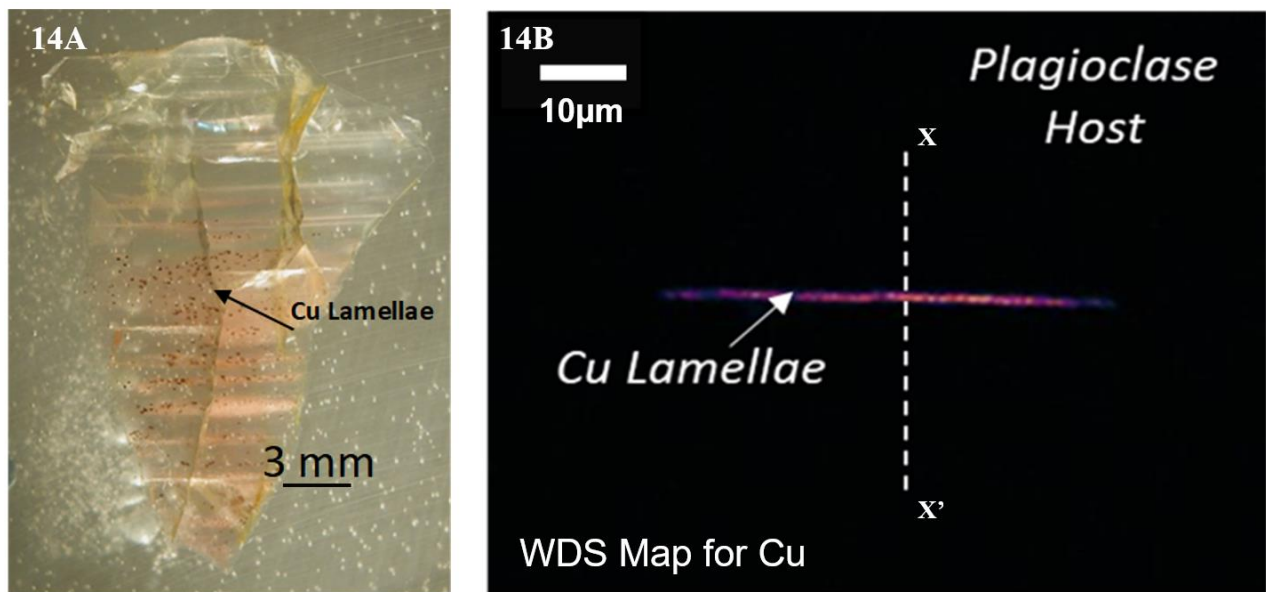 14A
Cu Lamellae
3 mm
14B
10µm
Plagioclase
Host
X
Cu Lamellae
X’
WDS Map for Cu